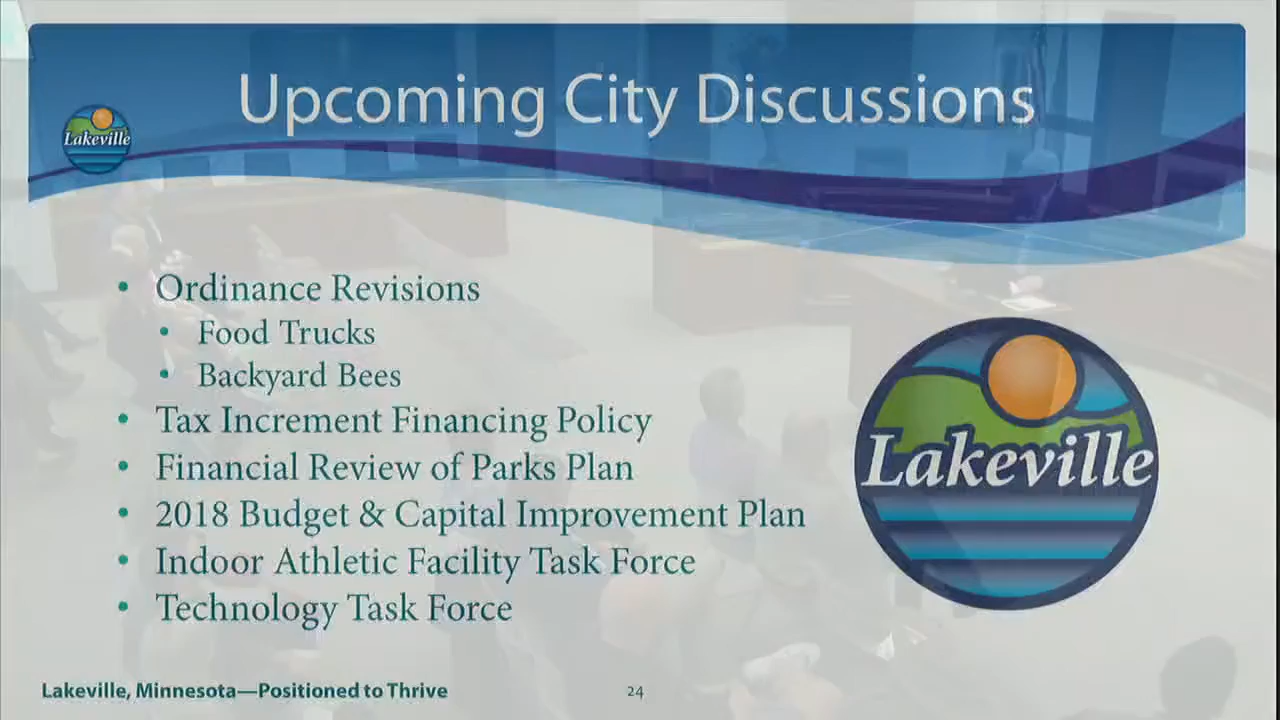 Upcoming City Discussions
Lakeville
• Ordinance Revisions
• Food Trucks
• Backyard Bees
• Tax Increment Financing Policy
• Financial Review of Parks Plan
• 2018 Budget & Capital Improvement Plan
• Indoor Athletic Facility Task Force
• Technology Task Force
Lakeville
Lakeville, Minnesota—Positioned to Thrive
24